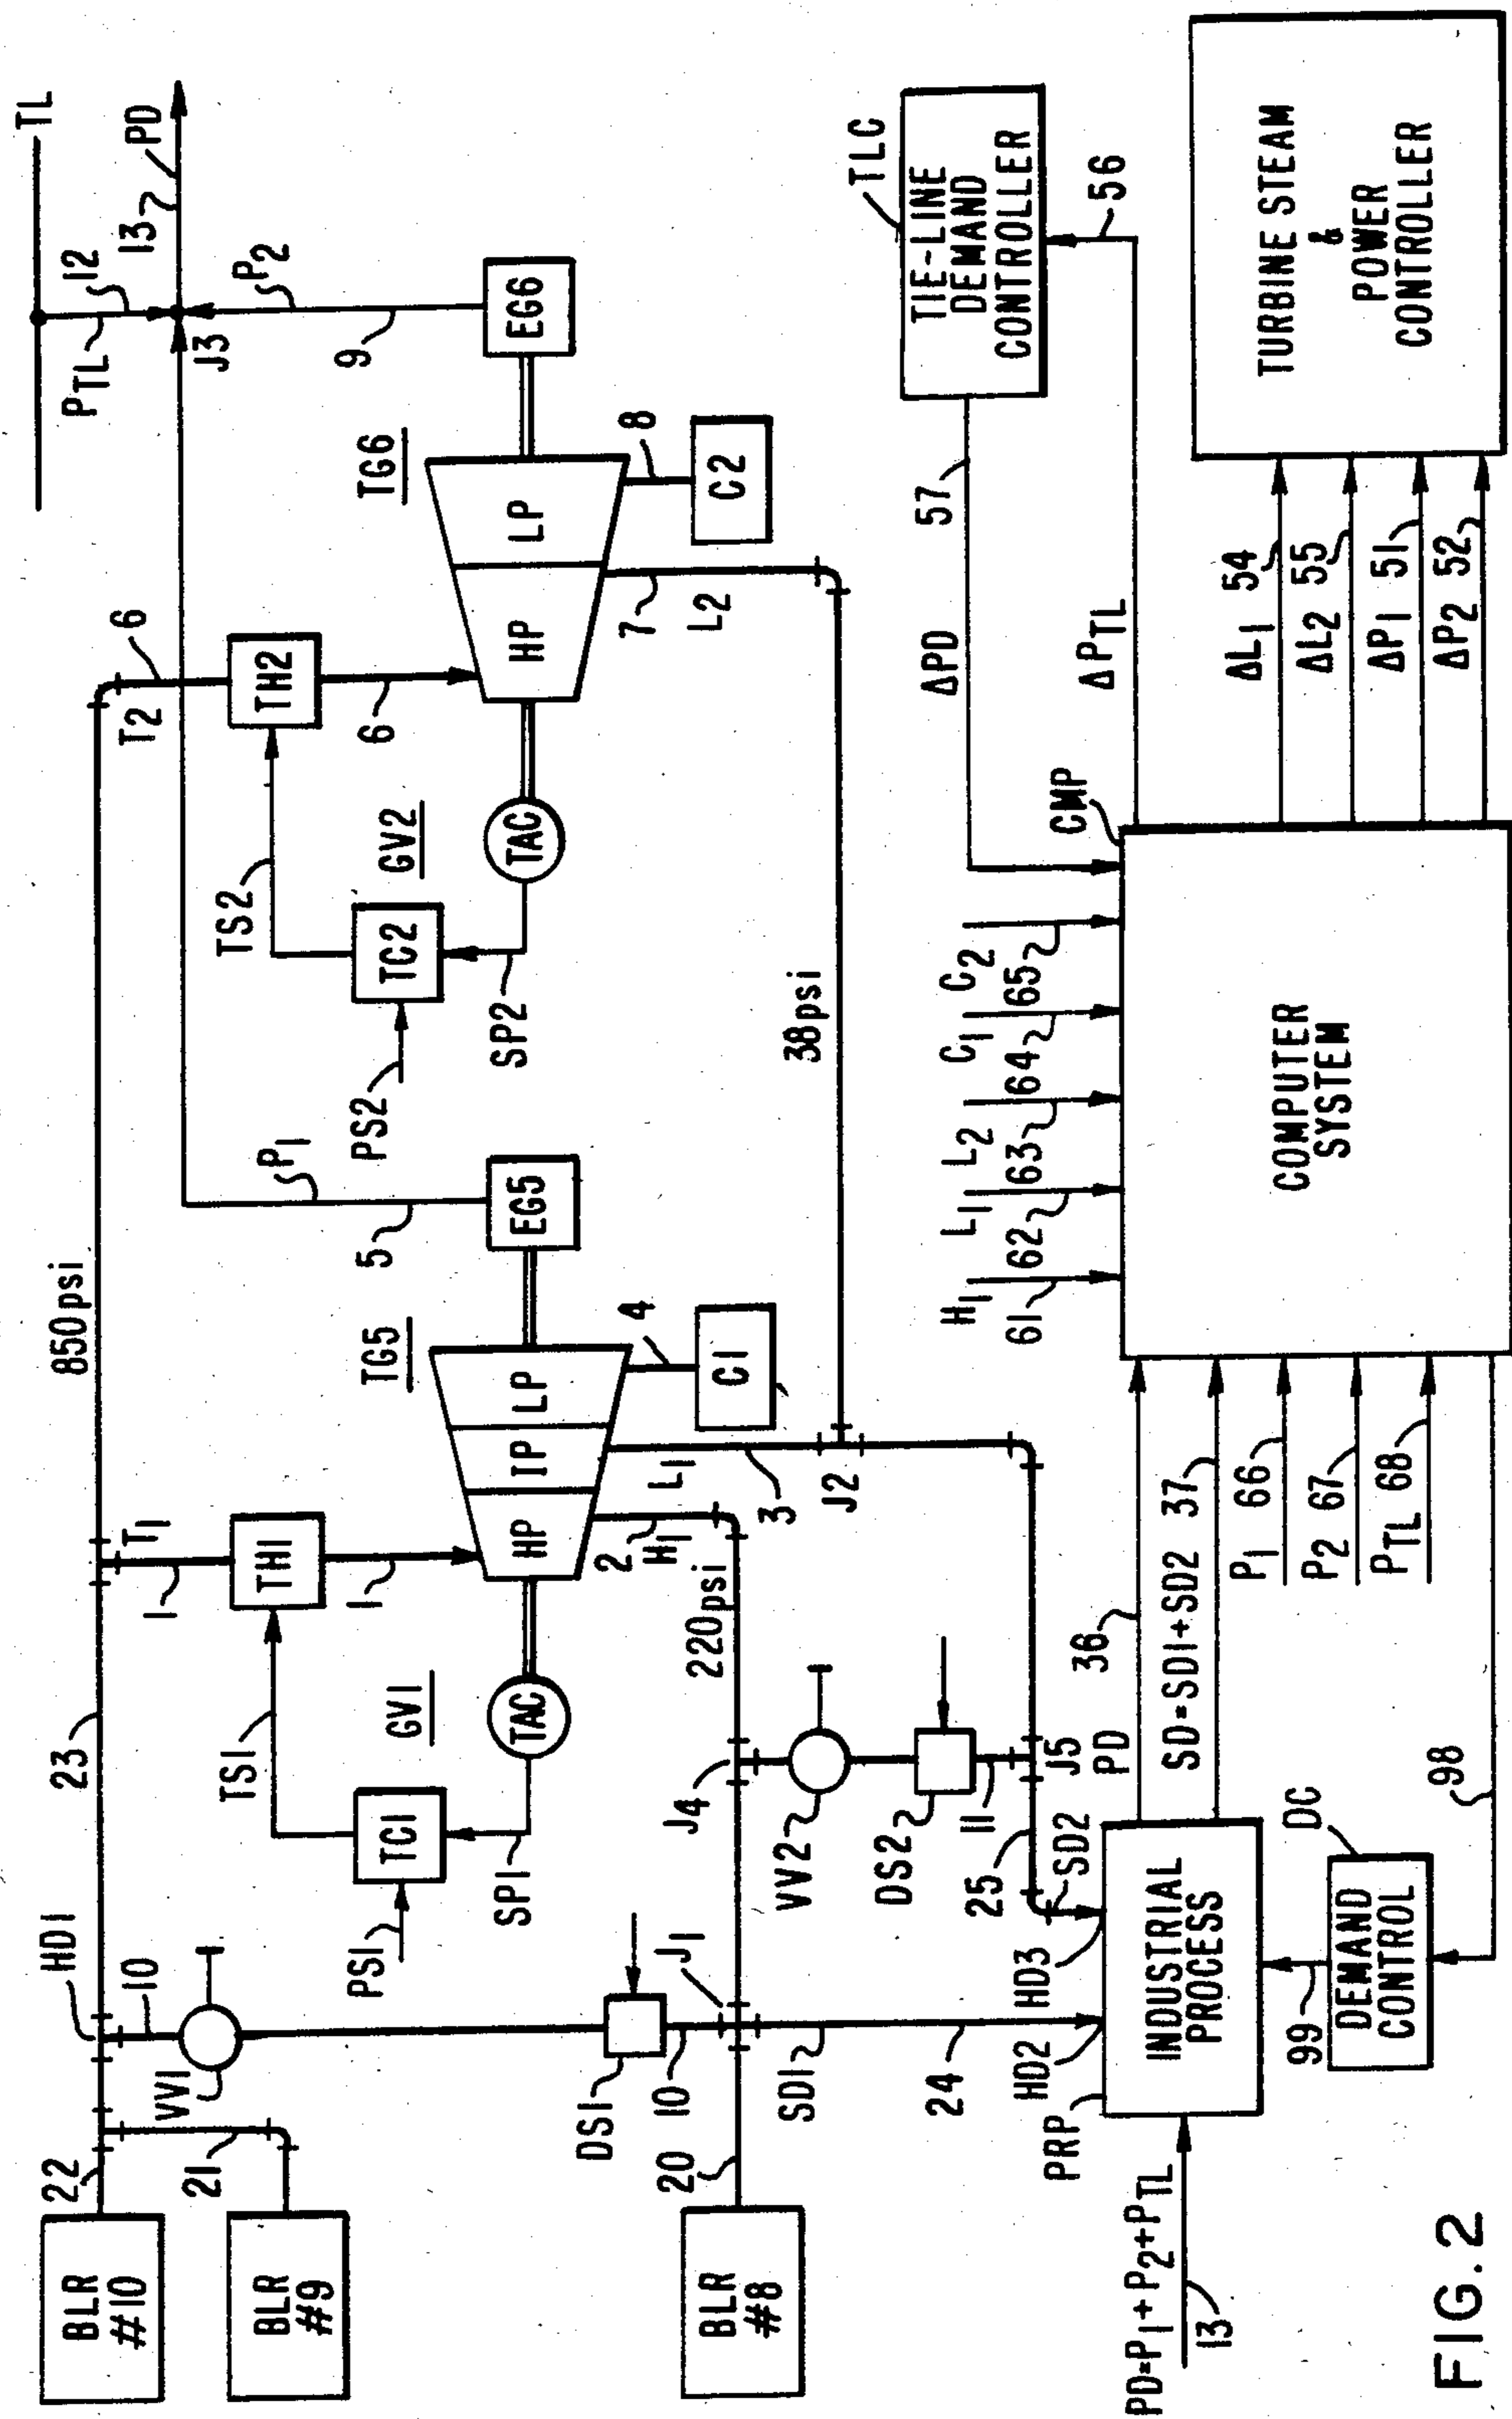 TL
BLR
#10
22
23
850psi
HD1
T1
T2
6
PTL
12
13
PD
J3
P2
9
BLR
#9
21
10
VV1
1
TH1
1
TS1
TH2
6
TS2
P1
5
PS1
TC1
GV1
SP1
TAC
TG5
HP
IP
LP
EG5
PS2
TC2
GV2
SP2
TAC
TG6
HP
LP
EG6
4
C1
8
C2
7
L2
2
H1
L1
3
J2
38psi
220psi
BLR
#8
20
DS1
10
J1
J4
SD1
24
VV2
DS2
11
J5
25
SD2
HD2
HD3
PRP
INDUSTRIAL
PROCESS
PD=P1+P2+PTL
13
99
DEMAND
CONTROL
DC
98
PD
36
SD=SD1+SD2 37
P1 66
P2 67
PTL 68
H1
61
L1
62
L2
63
C1
64
C2
65
CMP
COMPUTER
SYSTEM
ΔPD
57
TLC
TIE-LINE
DEMAND
CONTROLLER
56
ΔPTL
ΔL1 54
ΔL2 55
ΔP1 51
ΔP2 52
TURBINE STEAM
&
POWER
CONTROLLER
FIG. 2